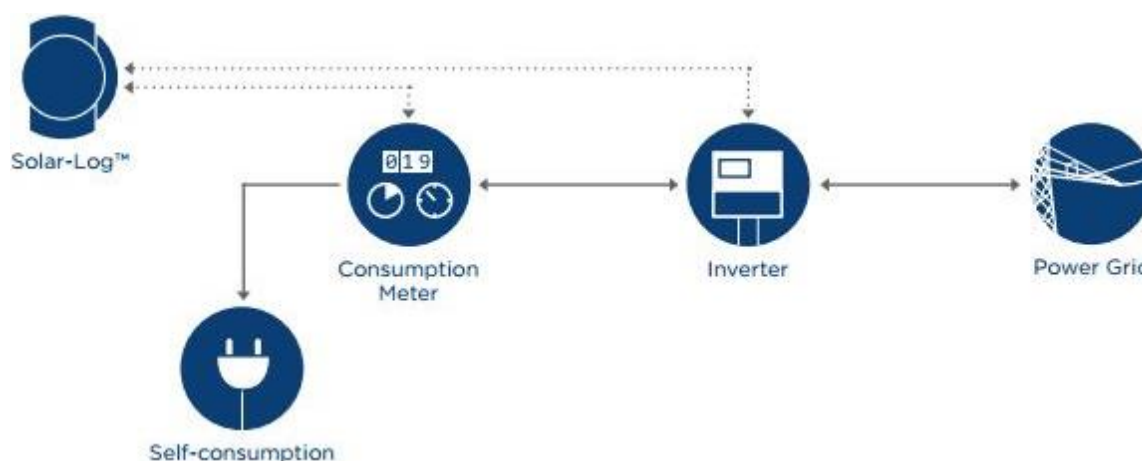 Solar-Log™
019
Consumption
Meter
Inverter
Power Grid
Self-consumption